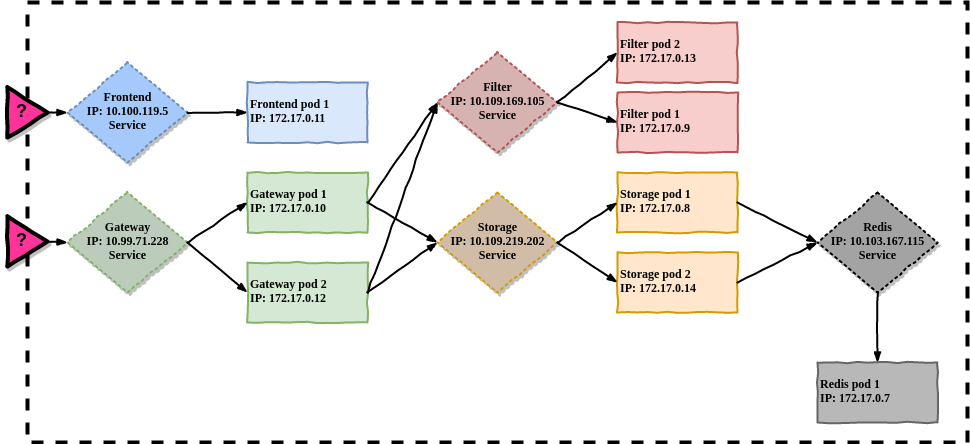 ?
Frontend
IP: 10.100.119.5
Service
Frontend pod 1
IP: 172.17.0.11
Filter
IP: 10.109.169.105
Service
Filter pod 2
IP: 172.17.0.13
Filter pod 1
IP: 172.17.0.9
?
Gateway
IP: 10.99.71.228
Service
Gateway pod 1
IP: 172.17.0.10
Gateway pod 2
IP: 172.17.0.12
Storage
IP: 10.109.219.202
Service
Storage pod 1
IP: 172.17.0.8
Storage pod 2
IP: 172.17.0.14
Redis
IP: 10.103.167.115
Service
Redis pod 1
IP: 172.17.0.7